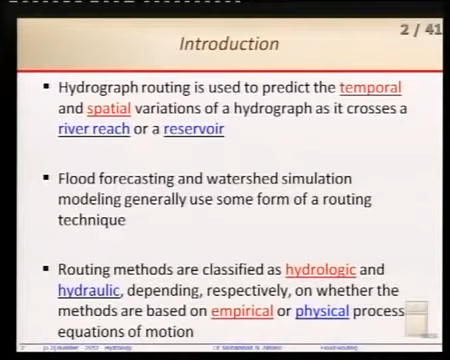 2 / 41
Introduction
▪ Hydrograph routing is used to predict the temporal
and spatial variations of a hydrograph as it crosses a
river reach or a reservoir
▪ Flood forecasting and watershed simulation
modeling generally use some form of a routing
technique
▪ Routing methods are classified as hydrologic and
hydraulic, depending, respectively, on whether the
methods are based on empirical or physical process
equations of motion
Hydrology